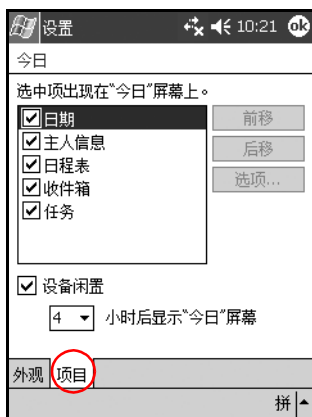 设置 10:21 ok
今日
选中项出现在“今日”屏幕上。
日期
主人信息
日程表
收件箱
任务
前移
后移
选项...
设备闲置
4 小时后显示“今日”屏幕
外观 项目
拼